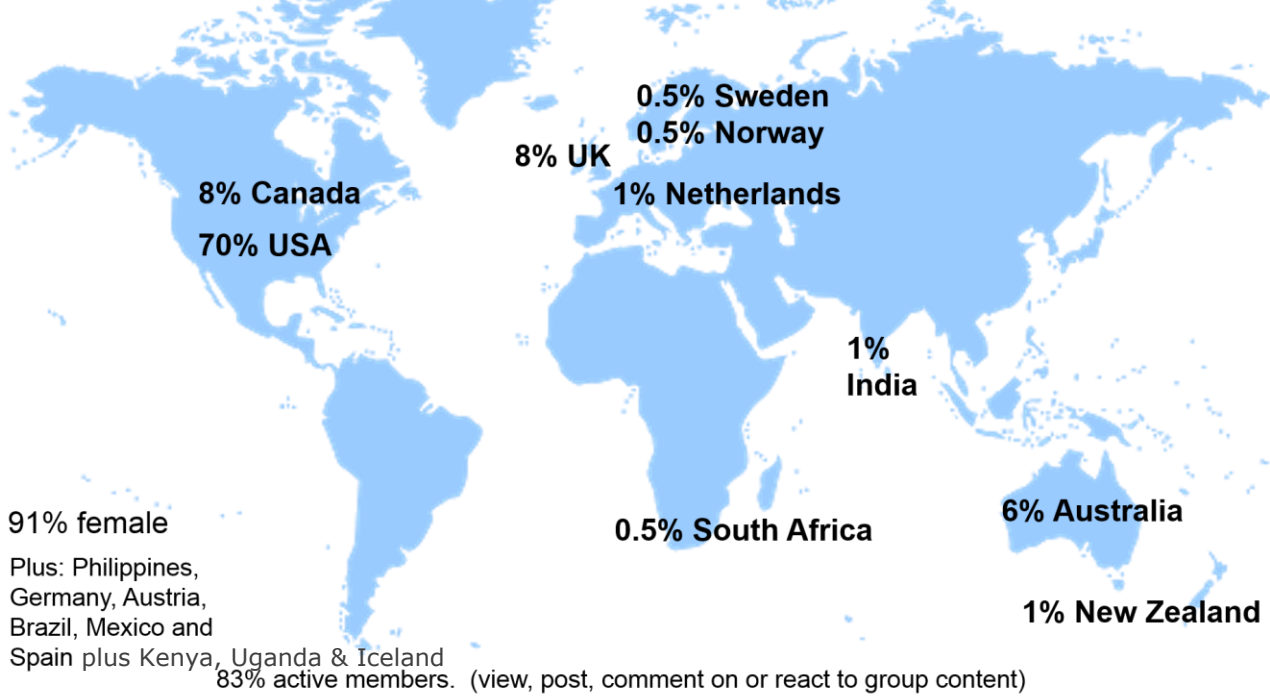 0.5% Sweden
0.5% Norway
8% UK
8% Canada
1% Netherlands
70% USA
1%
India
91% female
6% Australia
0.5% South Africa
Plus: Philippines,
Germany, Austria,
Brazil, Mexico and
1% New Zealand
Spain plus Kenya, Uganda & Iceland
83% active members. (view, post, comment on or react to group content)